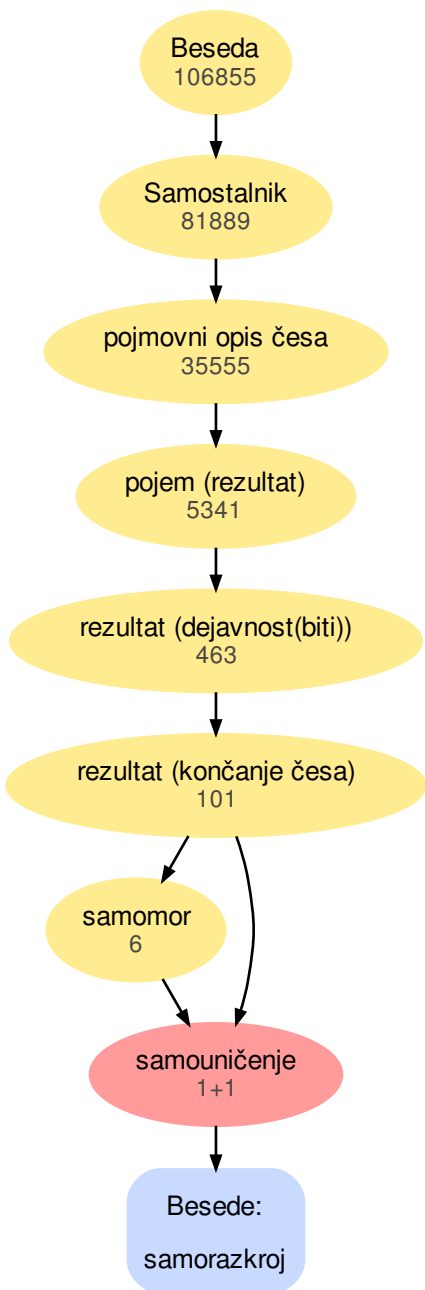 Beseda
106855
Samostalnik
81889
pojmovni opis česa
35555
pojem (rezultat)
5341
rezultat (dejavnost(biti))
463
rezultat (končanje česa)
101
samomor
6
samouničenje
1+1
Besede:
samorazkroj